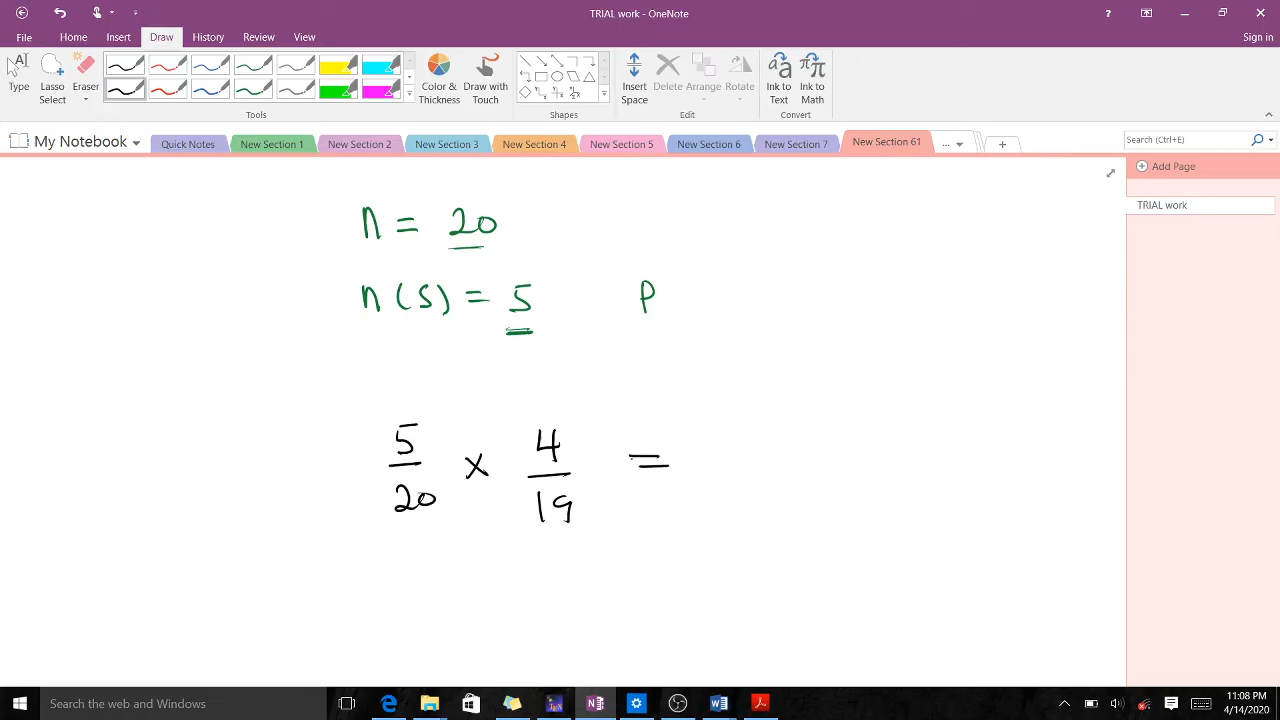 TRIAL work - OneNote
File Home Insert Draw History Review View
Sign in
Type
Lasso Select
Eraser
Color & Thickness
Draw with Touch
Insert Space
Delete
Arrange
Rotate
Ink to Text
Ink to Math
Tools
Shapes
Edit
Convert
My Notebook
Quick Notes
New Section 1
New Section 2
New Section 3
New Section 4
New Section 5
New Section 6
New Section 7
New Section 61
...
Search (Ctrl+E)
Add Page
TRIAL work
n = 20
n(S) = 5 P
5/20 × 4/19 =
Search the web and Windows
11:08 PM
4/14/2020